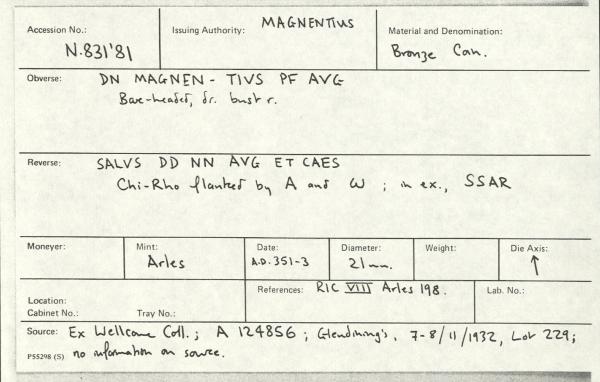 Accession No.: N.831'81
Issuing Authority: MAGNENTIUS
Material and Denomination: Bronze Coin.
Obverse: DN MAGNEN - TIVS PF AVG
Bare-headed, dr. bust r.
Reverse: SALVS DD NN AVG ET CAES
Chi-Rho flanked by A and ω ; in ex., SSAR
Moneyer:
Mint: Arles
Date: A.D. 351-3
Diameter: 21mm.
Weight:
Die Axis: ↑
Location:
Cabinet No.: Tray No.:
References: RIC VIII Arles 198.
Lab. No.:
Source: Ex Wellcome Coll.; A 124856 ; Glendining's, 7-8/11/1932, Lot 229;
P55298 (S) no information on source.